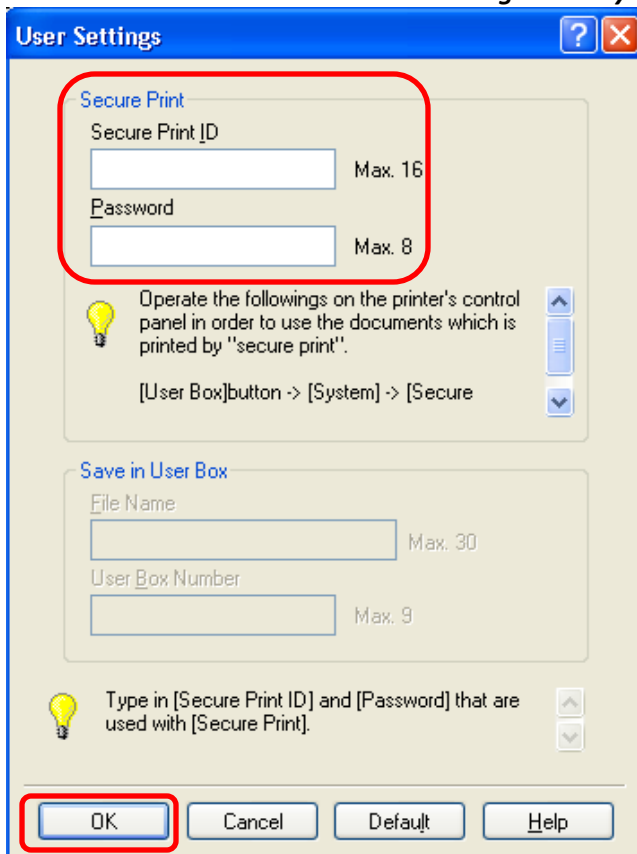 User Settings
Secure Print
Secure Print ID
Max. 16
Password
Max. 8
Operate the followings on the printer's control
panel in order to use the documents which is
printed by "secure print".
[User Box]button -> [System] -> [Secure
Save in User Box
File Name
Max. 30
User Box Number
Max. 9
Type in [Secure Print ID] and [Password] that are
used with [Secure Print].
OK Cancel Default Help